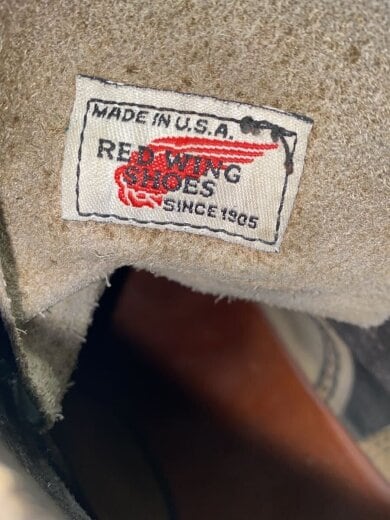 MADE IN U.S.A.
RED WING
SHOES
SINCE 1905